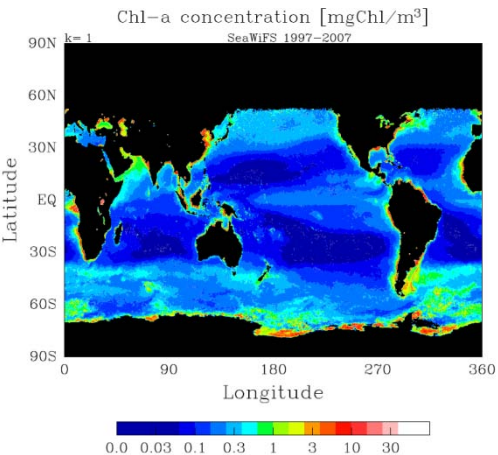 Chl-a concentration [mgChl/m³]
k= 1 SeaWiFS 1997-2007
90N
60N
30N
EQ
30S
60S
90S
Latitude
0 90 180 270 360
Longitude
0.0 0.03 0.1 0.3 1 3 10 30